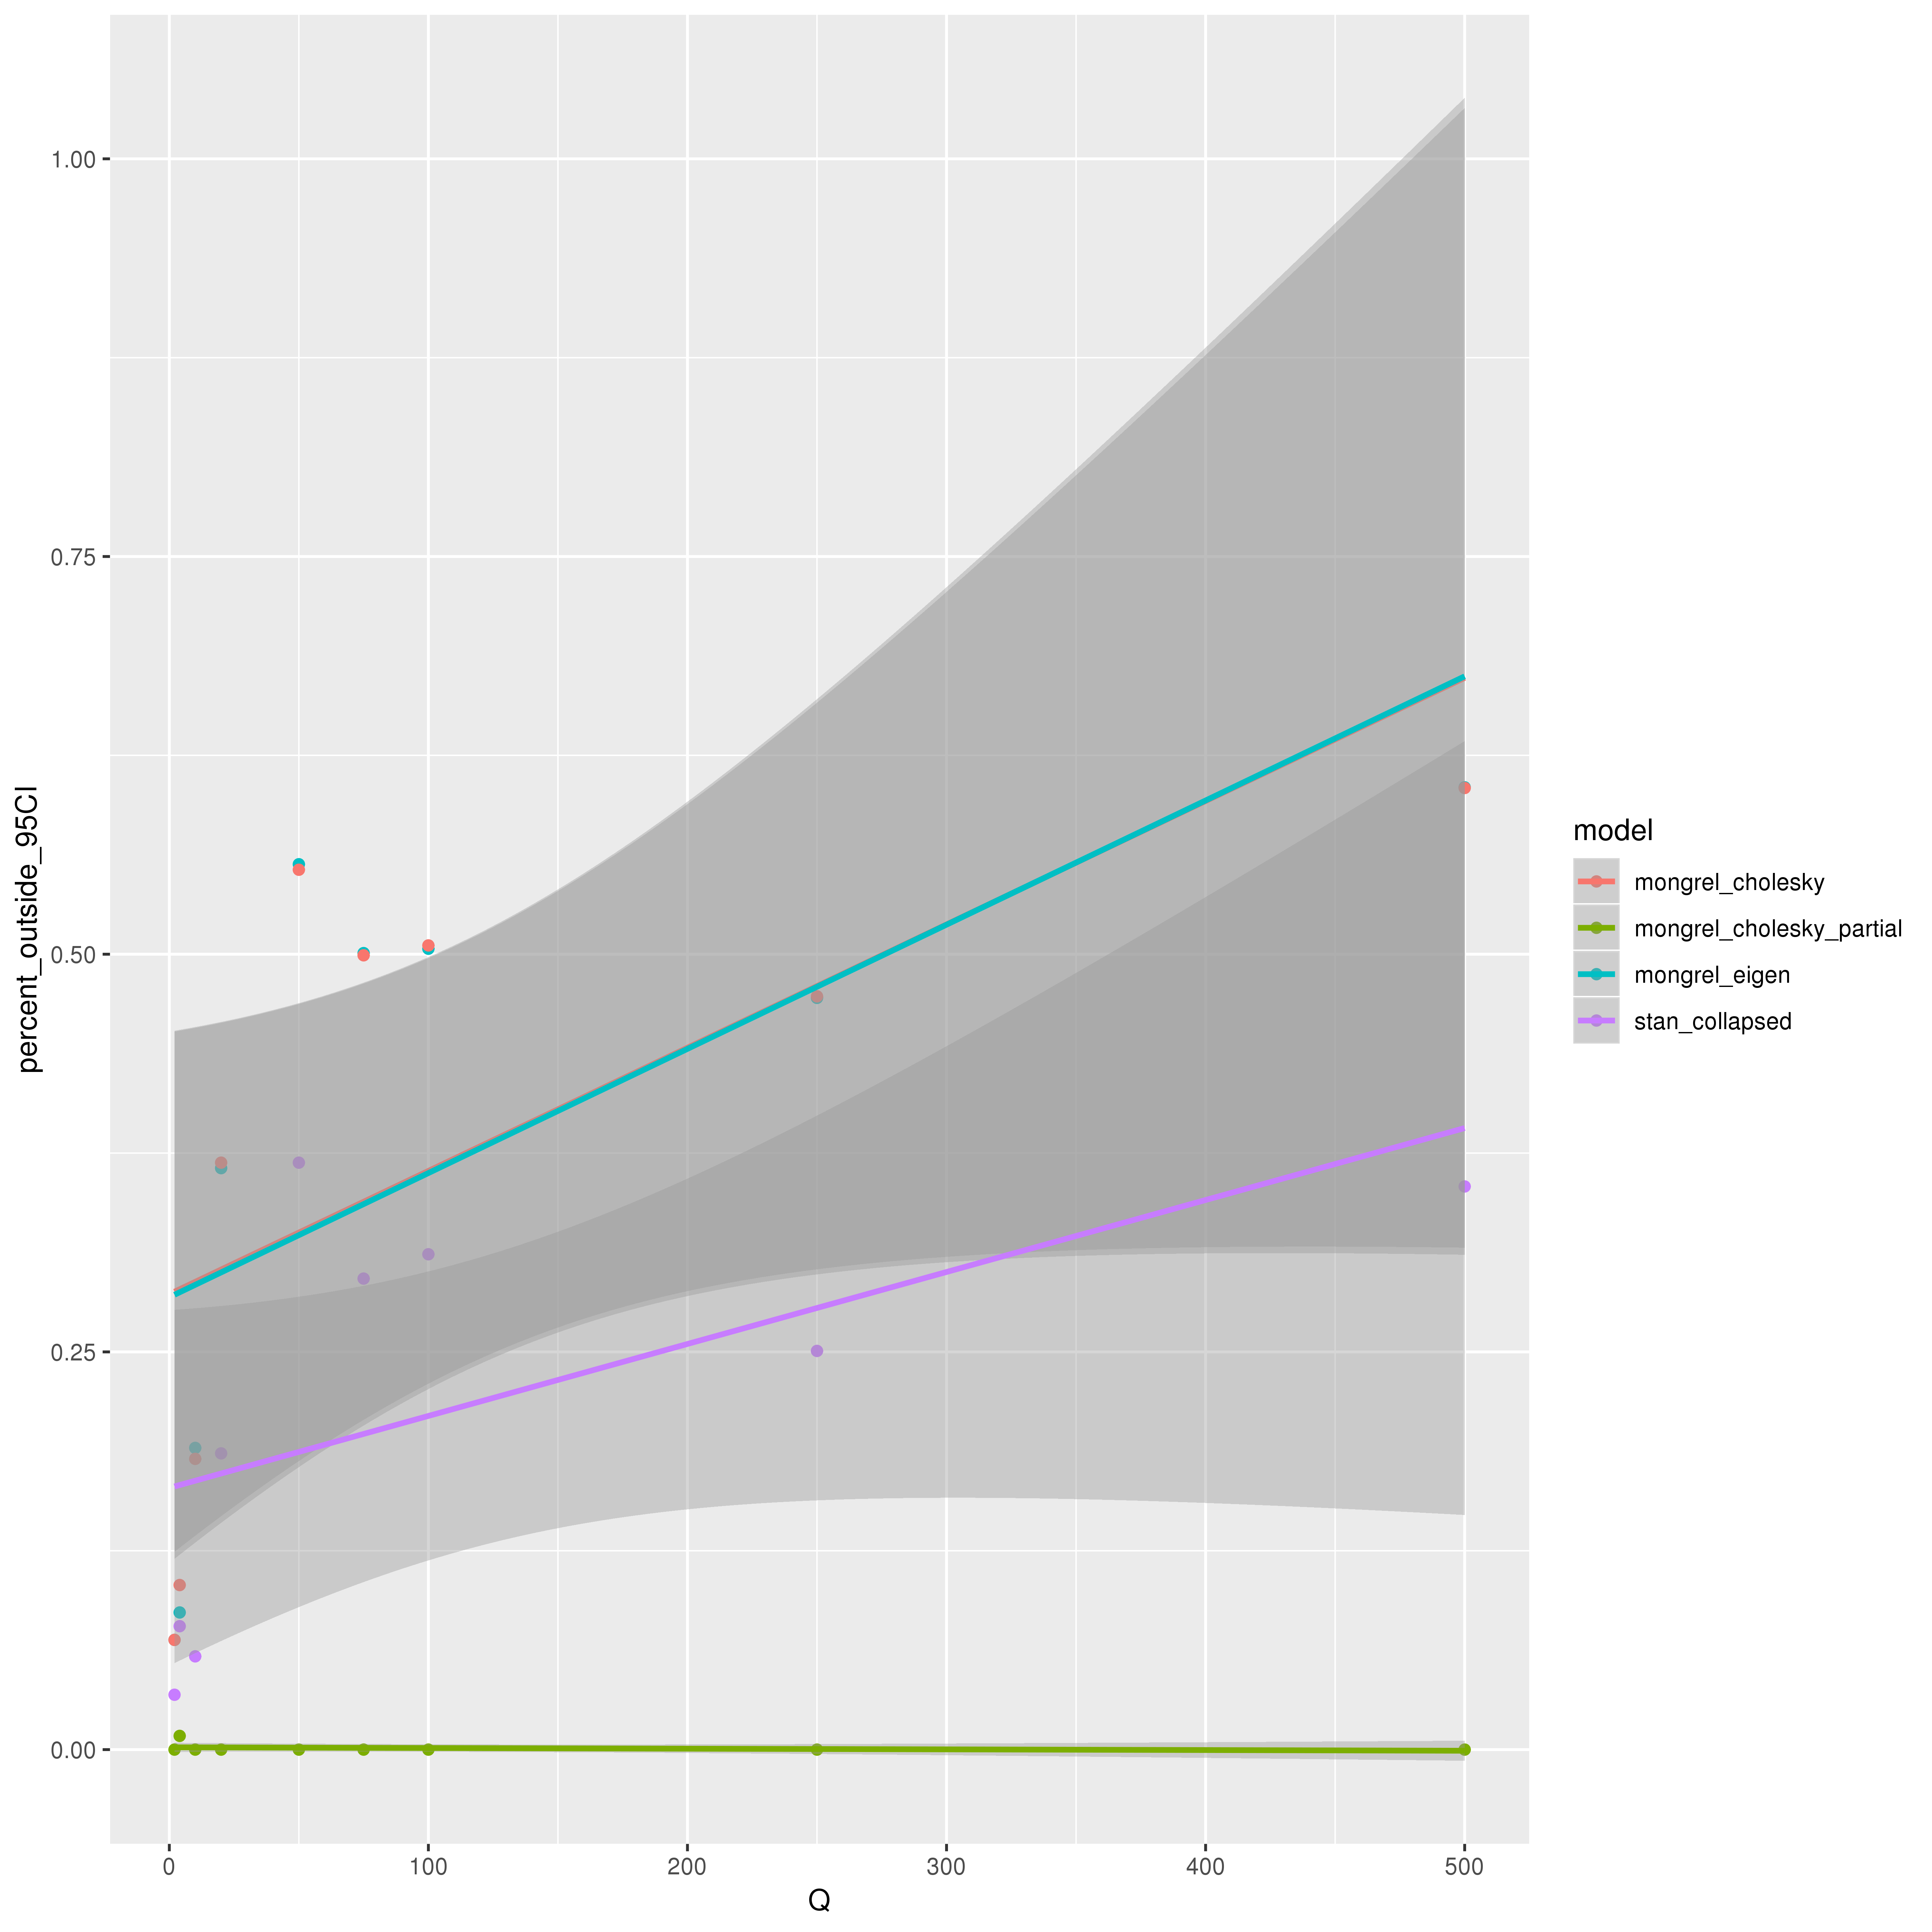 1.00
0.75
0.50
0.25
0.00
percent_outside_95CI
0
100
200
300
400
500
Q
model
mongrel_cholesky
mongrel_cholesky_partial
mongrel_eigen
stan_collapsed